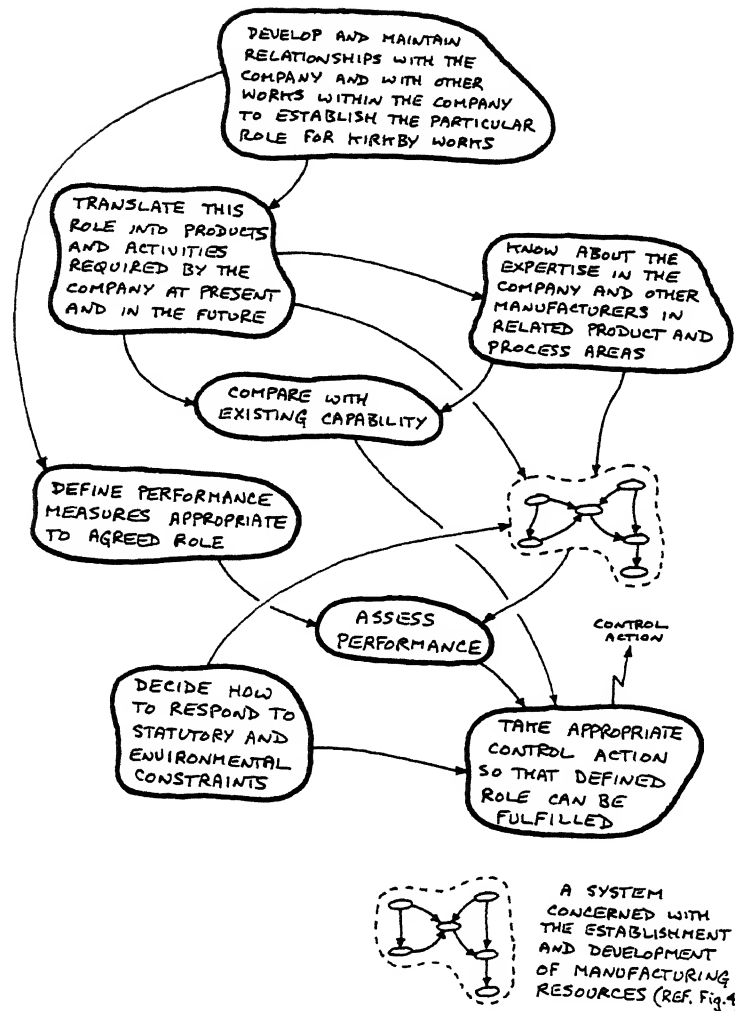 DEVELOP AND MAINTAIN
RELATIONSHIPS WITH THE
COMPANY AND WITH OTHER
WORKS WITHIN THE COMPANY
TO ESTABLISH THE PARTICULAR
ROLE FOR KIRKBY WORKS
TRANSLATE THIS
ROLE INTO PRODUCTS
AND ACTIVITIES
REQUIRED BY THE
COMPANY AT PRESENT
AND IN THE FUTURE
KNOW ABOUT THE
EXPERTISE IN THE
COMPANY AND OTHER
MANUFACTURERS IN
RELATED PRODUCT AND
PROCESS AREAS
COMPARE WITH
EXISTING CAPABILITY
DEFINE PERFORMANCE
MEASURES APPROPRIATE
TO AGREED ROLE
ASSESS
PERFORMANCE
CONTROL
ACTION
DECIDE HOW
TO RESPOND TO
STATUTORY AND
ENVIRONMENTAL
CONSTRAINTS
TAKE APPROPRIATE
CONTROL ACTION
SO THAT DEFINED
ROLE CAN BE
FULFILLED
A SYSTEM
CONCERNED WITH
THE ESTABLISHMENT
AND DEVELOPMENT
OF MANUFACTURING
RESOURCES (REF. Fig.